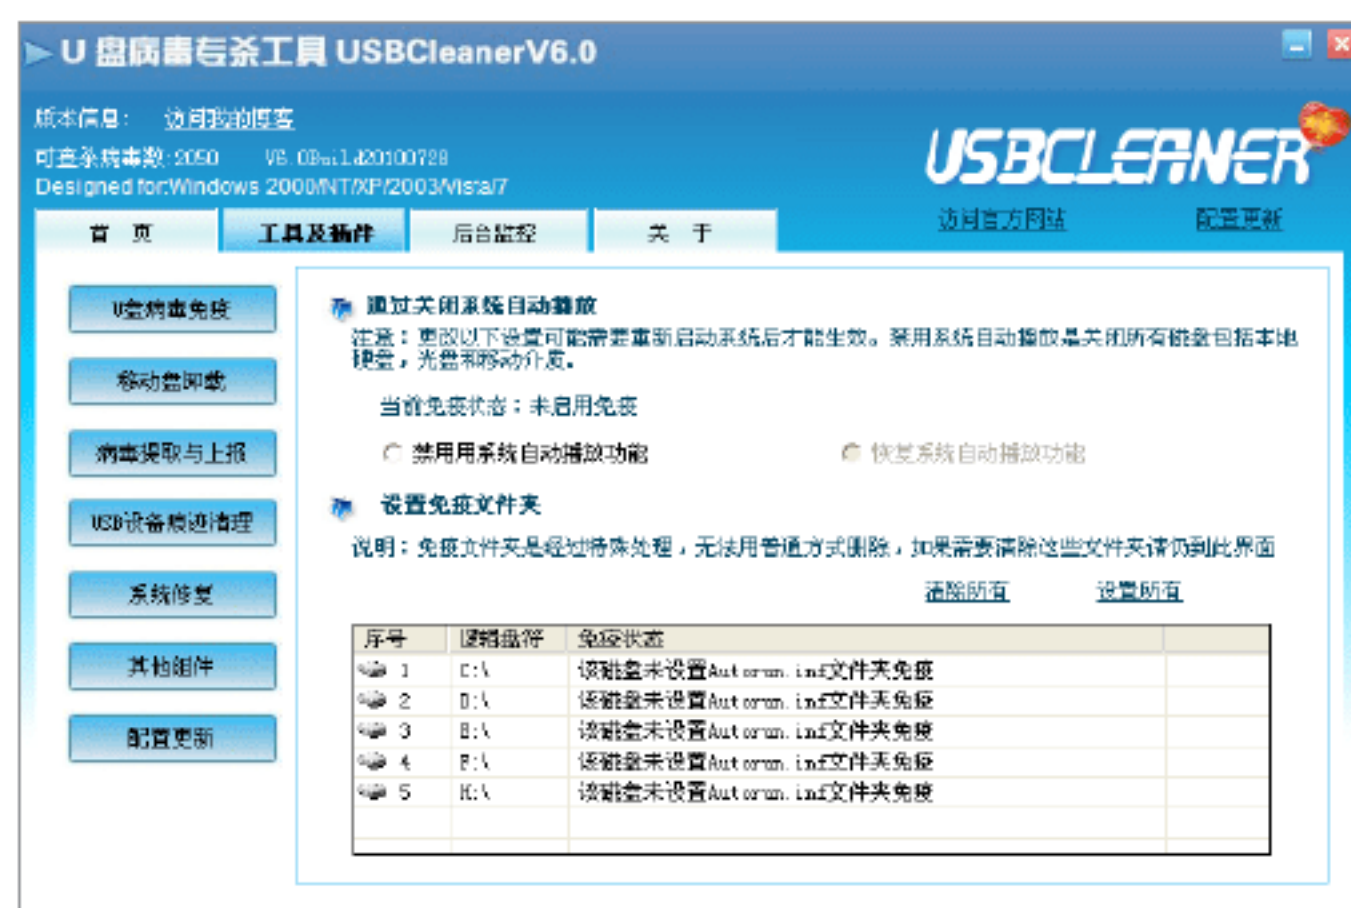 U 盘病毒专杀工具 USBCleanerV6.0
版本信息： 访问我的博客
可查杀病毒数:2050 V6.0Build20100728
Designed for:Windows 2000/NT/XP/2003/Vista/7
USBCLEANER
访问官方网站 配置更新
首 页 工具及插件 后台监控 关 于
U盘病毒免疫
移动盘卸载
病毒提取与上报
USB设备痕迹清理
系统修复
其他组件
配置更新
通过关闭系统自动播放
注意：更改以下设置可能需要重新启动系统后才能生效。禁用系统自动播放是关闭所有磁盘包括本地
硬盘，光盘和移动介质。
当前免疫状态：未启用免疫
禁用用系统自动播放功能 恢复系统自动播放功能
设置免疫文件夹
说明：免疫文件夹是经过特殊处理，无法用普通方式删除，如果需要清除这些文件夹请仍到此界面
清除所有 设置所有
序号 逻辑盘符 免疫状态
1 C:\ 该磁盘未设置Autorun.inf文件夹免疫
2 D:\ 该磁盘未设置Autorun.inf文件夹免疫
3 E:\ 该磁盘未设置Autorun.inf文件夹免疫
4 F:\ 该磁盘未设置Autorun.inf文件夹免疫
5 K:\ 该磁盘未设置Autorun.inf文件夹免疫